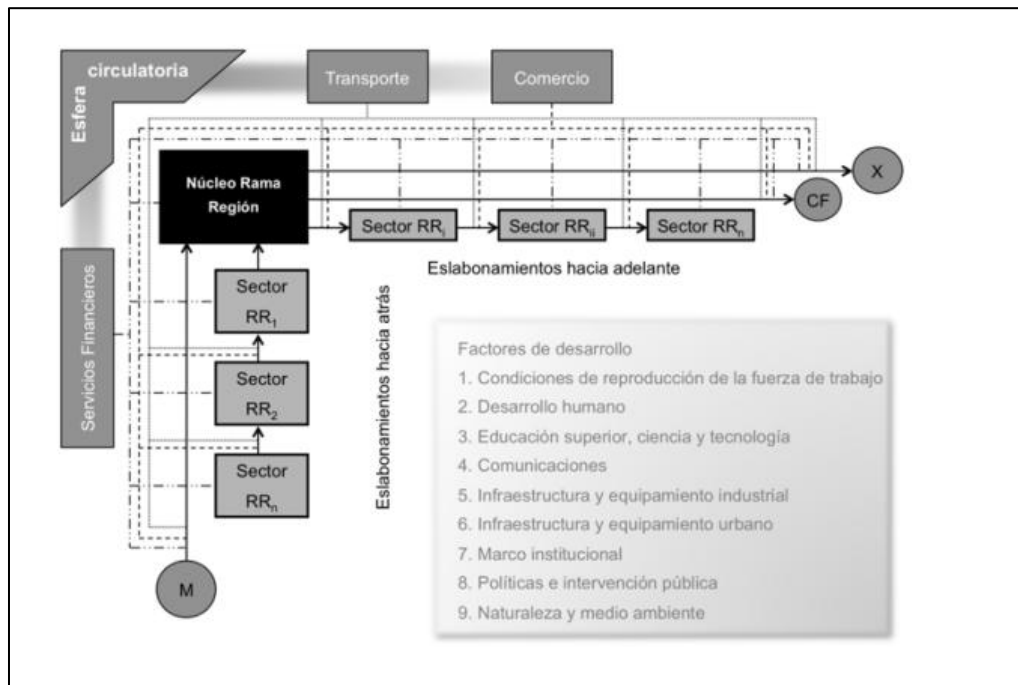 Esfera
circulatoria
Transporte
Comercio
Núcleo Rama
Región
X
CF
Sector RRi
Sector RRii
Sector RRn
Eslabonamientos hacia adelante
Servicios Financieros
Sector
RR1
Sector
RR2
Sector
RRn
Eslabonamientos hacia atrás
M
Factores de desarrollo
1. Condiciones de reproducción de la fuerza de trabajo
2. Desarrollo humano
3. Educación superior, ciencia y tecnología
4. Comunicaciones
5. Infraestructura y equipamiento industrial
6. Infraestructura y equipamiento urbano
7. Marco institucional
8. Políticas e intervención pública
9. Naturaleza y medio ambiente